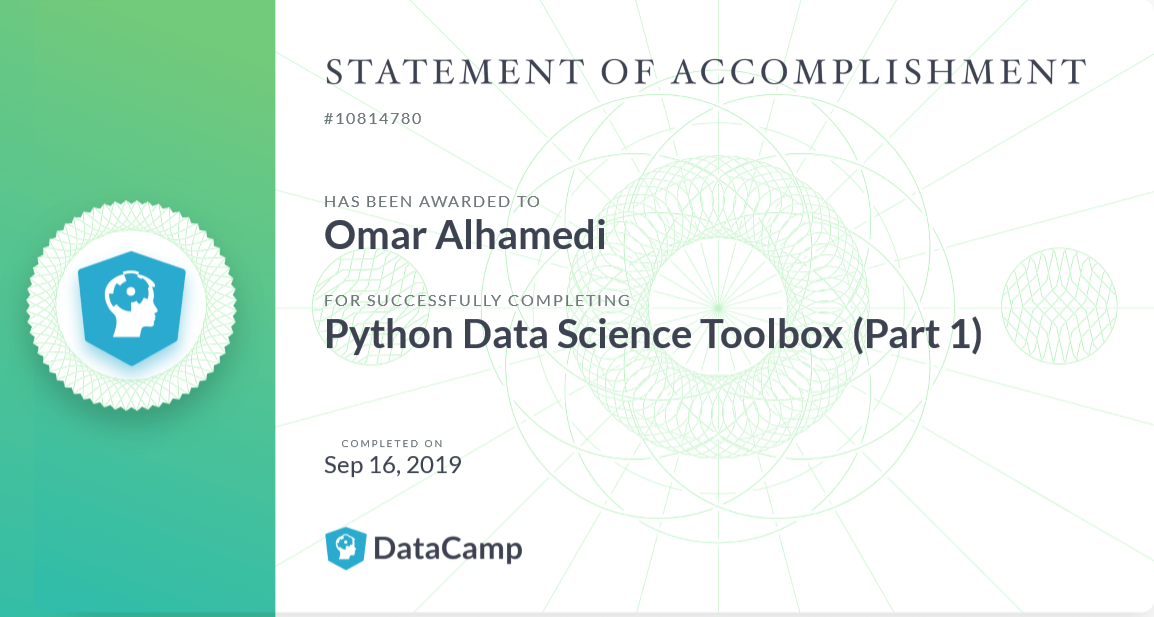 STATEMENT OF ACCOMPLISHMENT
#10814780
HAS BEEN AWARDED TO
Omar Alhamedi
FOR SUCCESSFULLY COMPLETING
Python Data Science Toolbox (Part 1)
COMPLETED ON
Sep 16, 2019
DataCamp